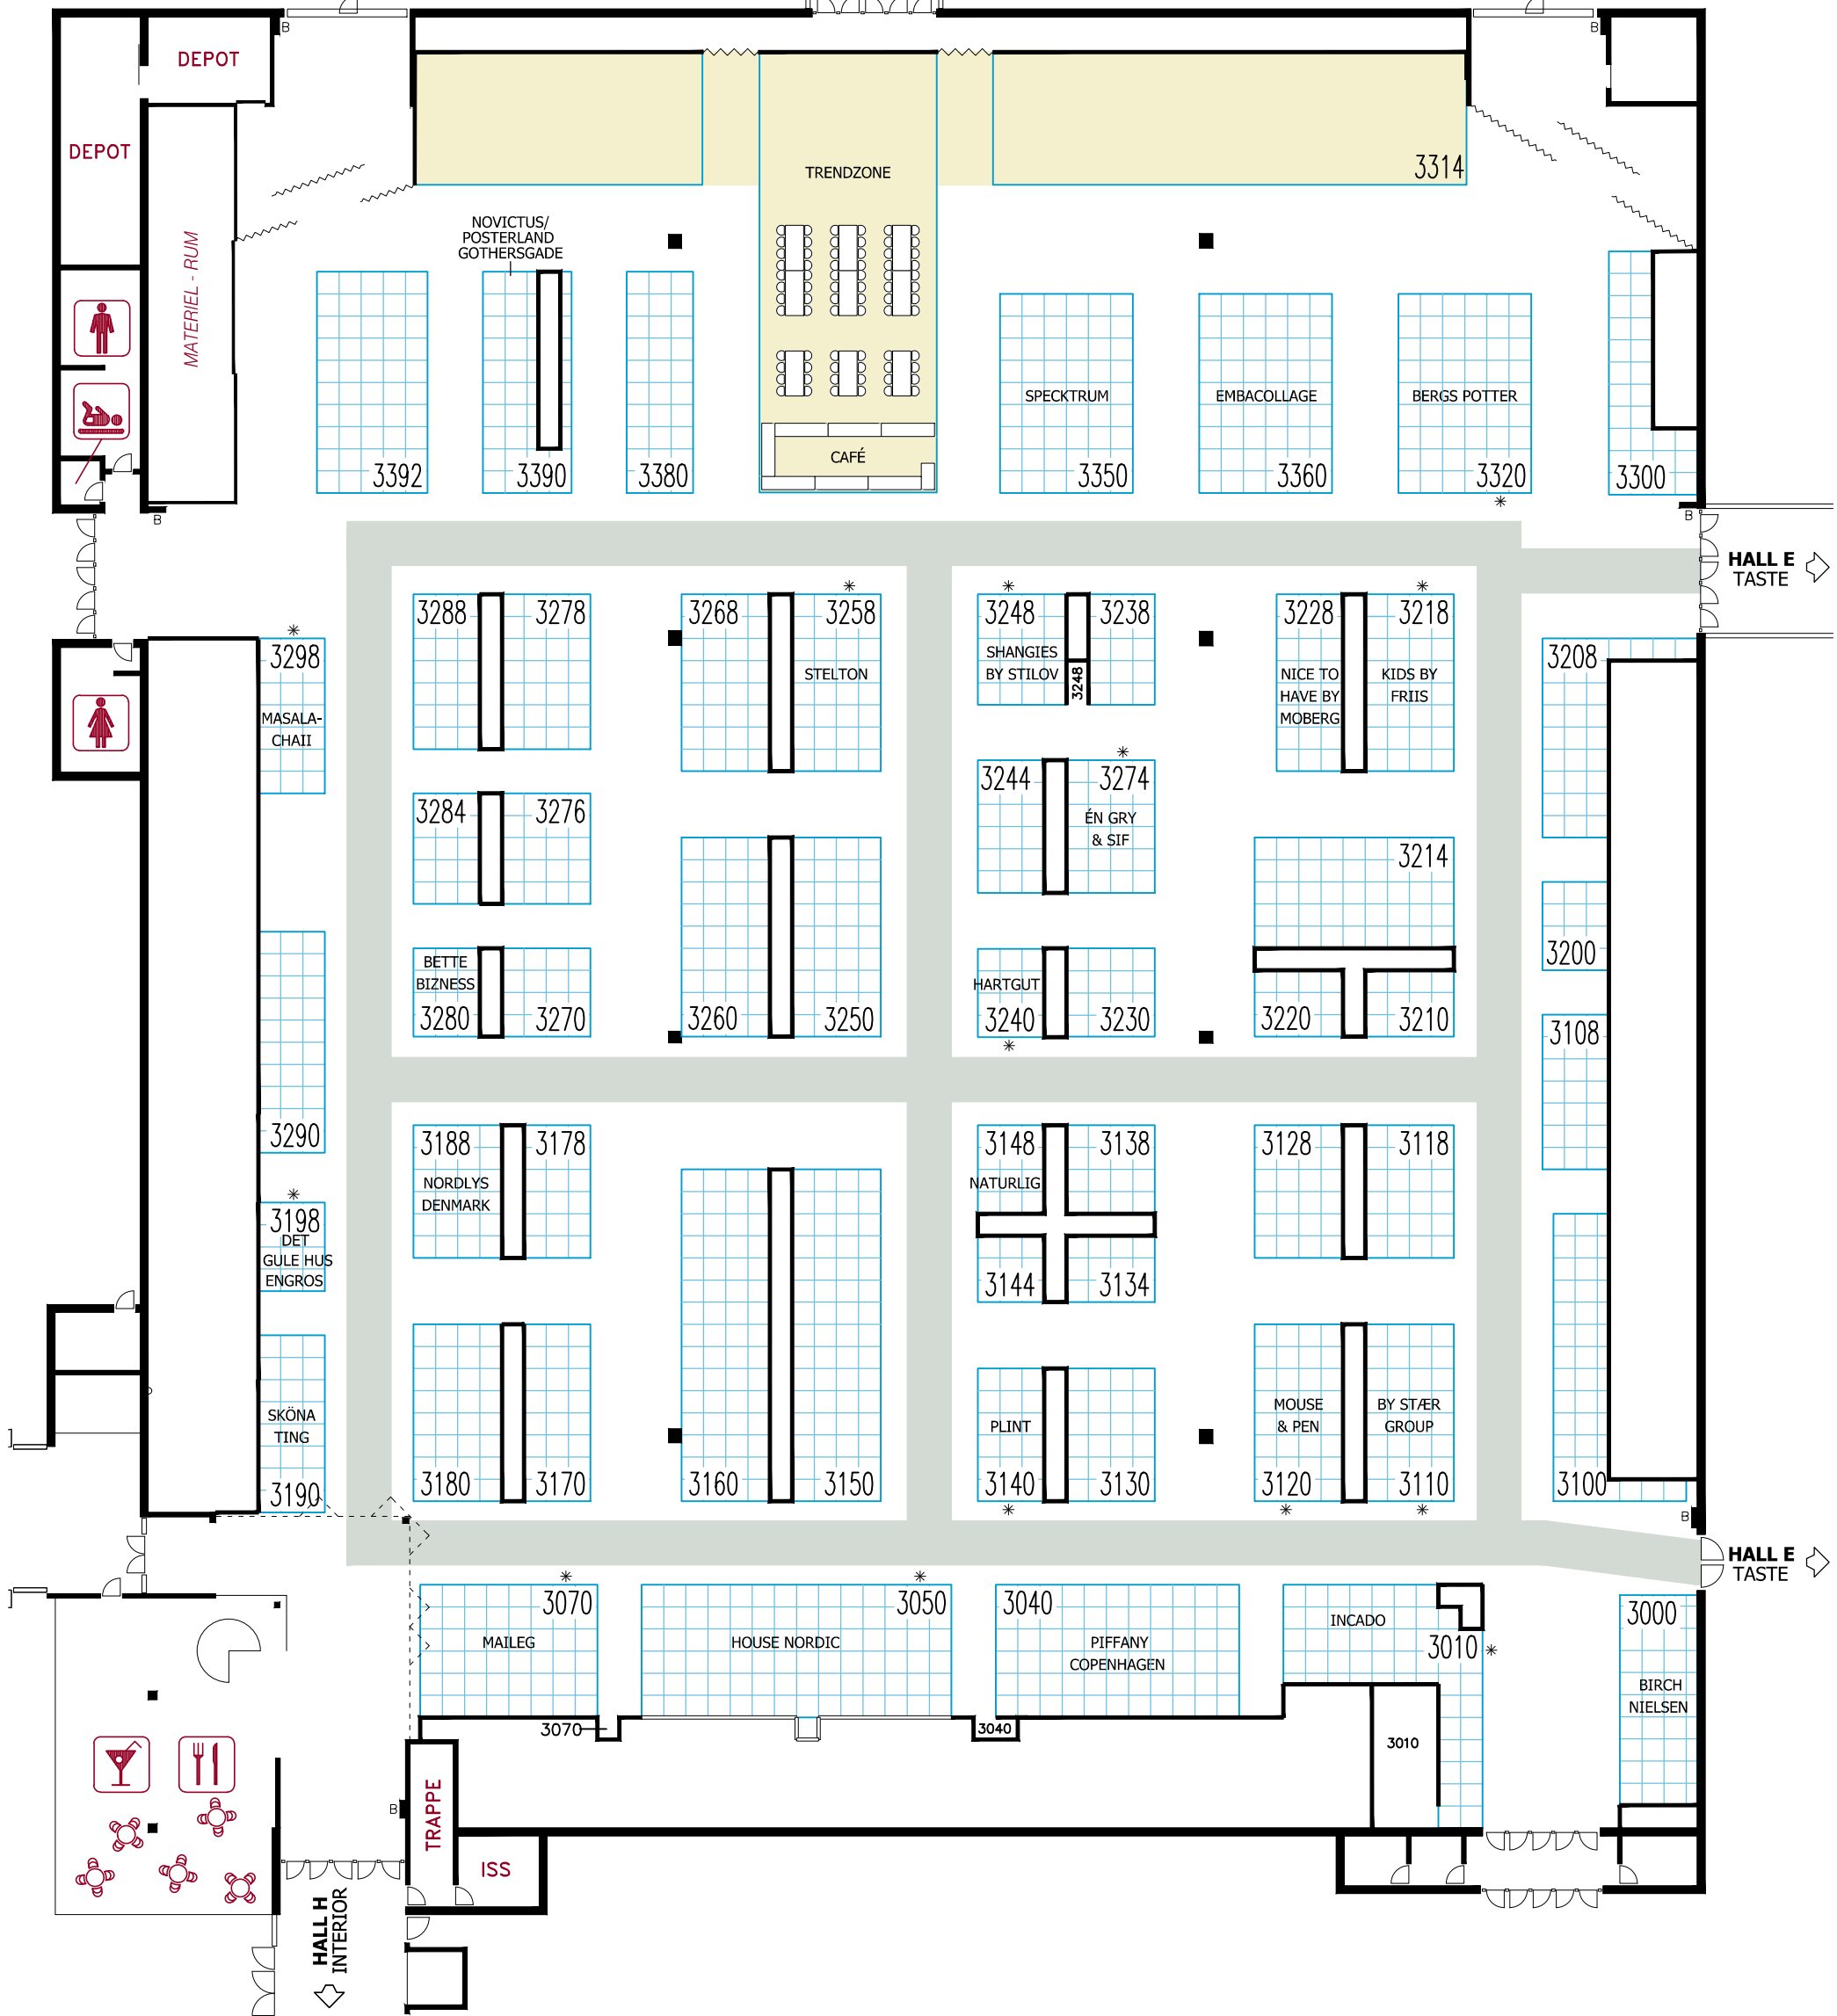 B
B
DEPOT
DEPOT
TRENDZONE
3314
NOVICTUS/
POSTERLAND
GOTHERSGADE
MATERIEL - RUM
SPECKTRUM
EMBACOLLAGE
BERGS POTTER
CAFÉ
3392
3390
3380
3350
3360
3320
3300
*
B
B
HALL E
TASTE
*
*
*
3288
3278
3268
3258
3248
3238
3228
3218
*
3298
SHANGIES
BY STILOV
3248
STELTON
NICE TO
HAVE BY
MOBERG
KIDS BY
FRIIS
3208
MASALA-
CHAII
*
3244
3274
3284
3276
ÉN GRY
& SIF
3214
BETTE
BIZNESS
HARTGUT
3200
3280
3270
3260
3250
3240
3230
3220
3210
3108
*
3290
3188
3178
3148
3138
3128
3118
NORDLYS
DENMARK
NATURLIG
*
3198
DET
GULE HUS
ENGROS
3144
3134
SKÖNA
TING
PLINT
MOUSE
& PEN
BY STÆR
GROUP
3190
3180
3170
3160
3150
3140
3130
3120
3110
3100
*
*
*
B
HALL E
TASTE
*
*
3070
3050
3040
3000
MAILEG
HOUSE NORDIC
PIFFANY
COPENHAGEN
INCADO
3010
*
BIRCH
NIELSEN
3070
3040
3010
B
TRAPPE
ISS
HALL H
INTERIOR